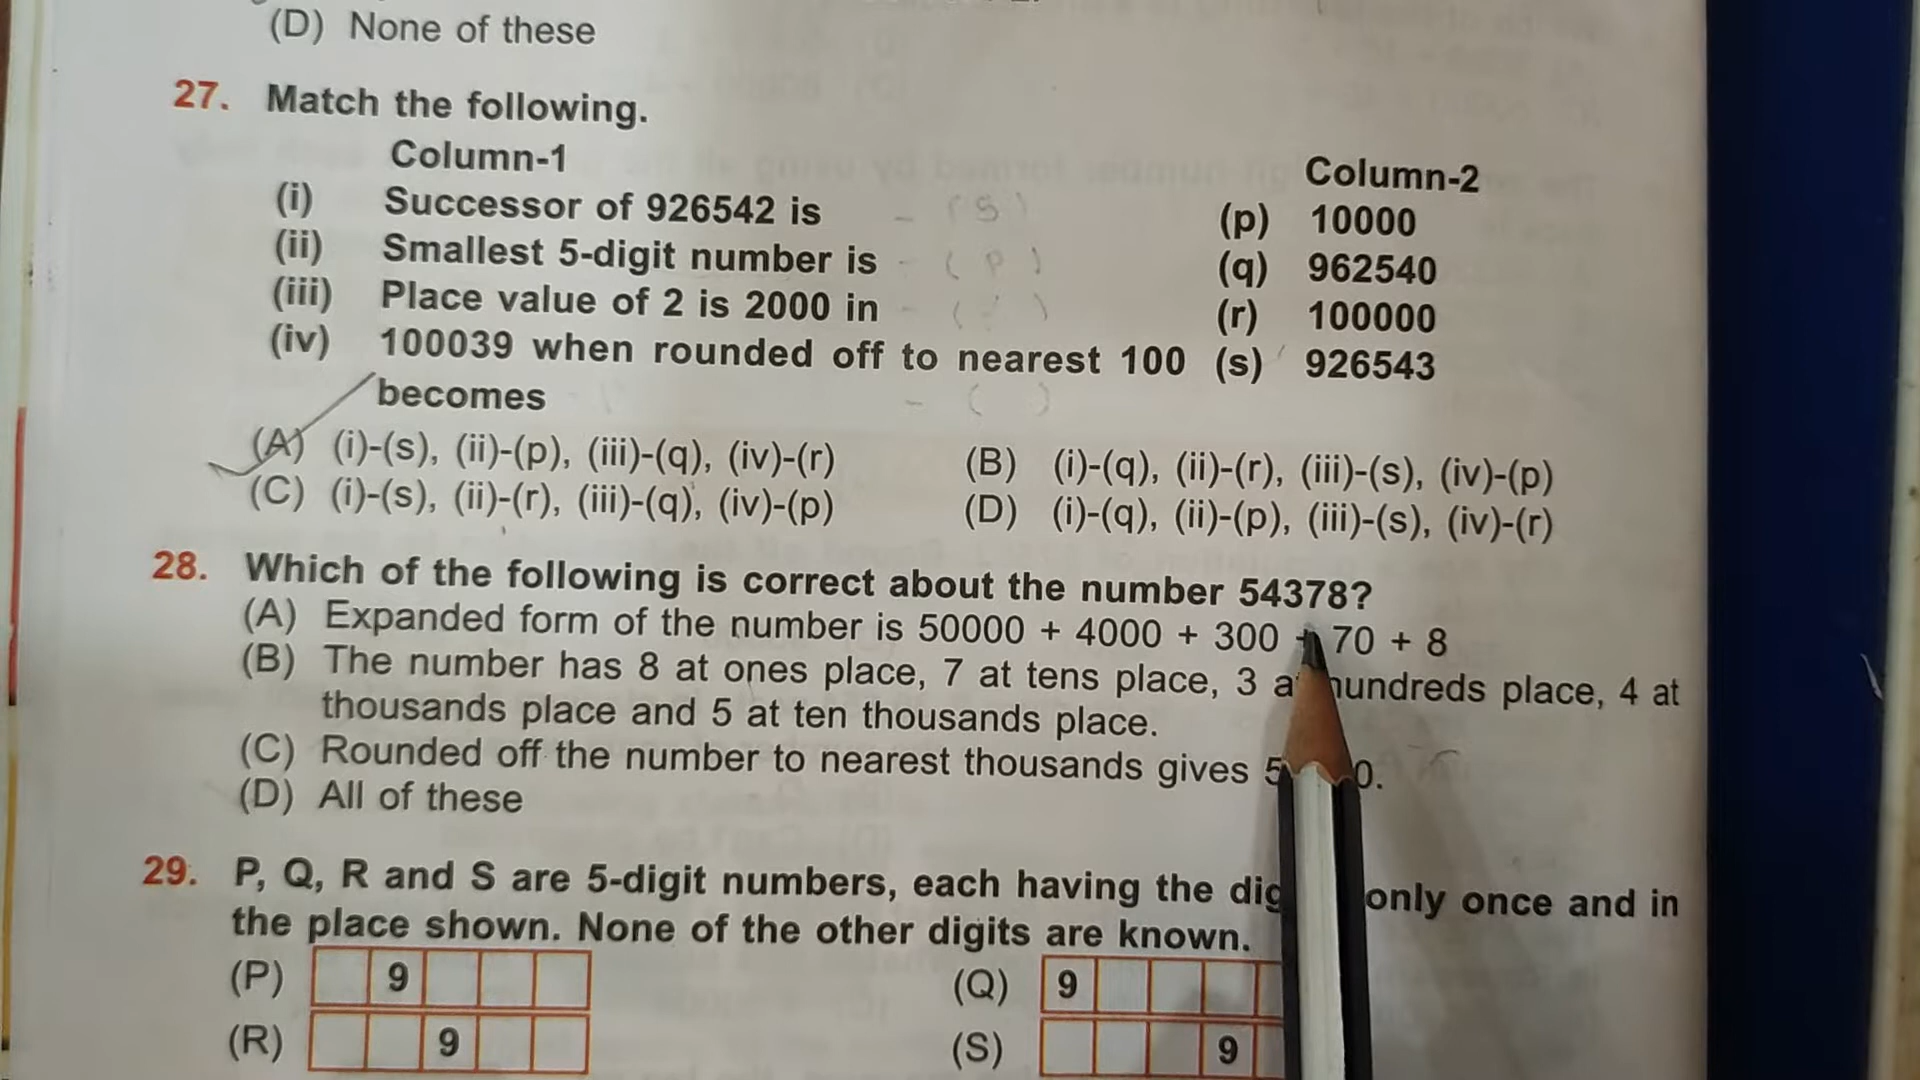 (D) None of these
27. Match the following.
Column-1 Column-2
(i) Successor of 926542 is - (S) (p) 10000
(ii) Smallest 5-digit number is - (P) (q) 962540
(iii) Place value of 2 is 2000 in - ( ) (r) 100000
(iv) 100039 when rounded off to nearest 100 (s) 926543
becomes - ( )
(A) (i)-(s), (ii)-(p), (iii)-(q), (iv)-(r) (B) (i)-(q), (ii)-(r), (iii)-(s), (iv)-(p)
(C) (i)-(s), (ii)-(r), (iii)-(q), (iv)-(p) (D) (i)-(q), (ii)-(p), (iii)-(s), (iv)-(r)
28. Which of the following is correct about the number 54378?
(A) Expanded form of the number is 50000 + 4000 + 300 + 70 + 8
(B) The number has 8 at ones place, 7 at tens place, 3 at hundreds place, 4 at
thousands place and 5 at ten thousands place.
(C) Rounded off the number to nearest thousands gives
(D) All of these
29. P, Q, R and S are 5-digit numbers, each having the only once and in
the place shown. None of the other digits are known.
(P) 9 (Q) 9
(R) 9 (S) 9